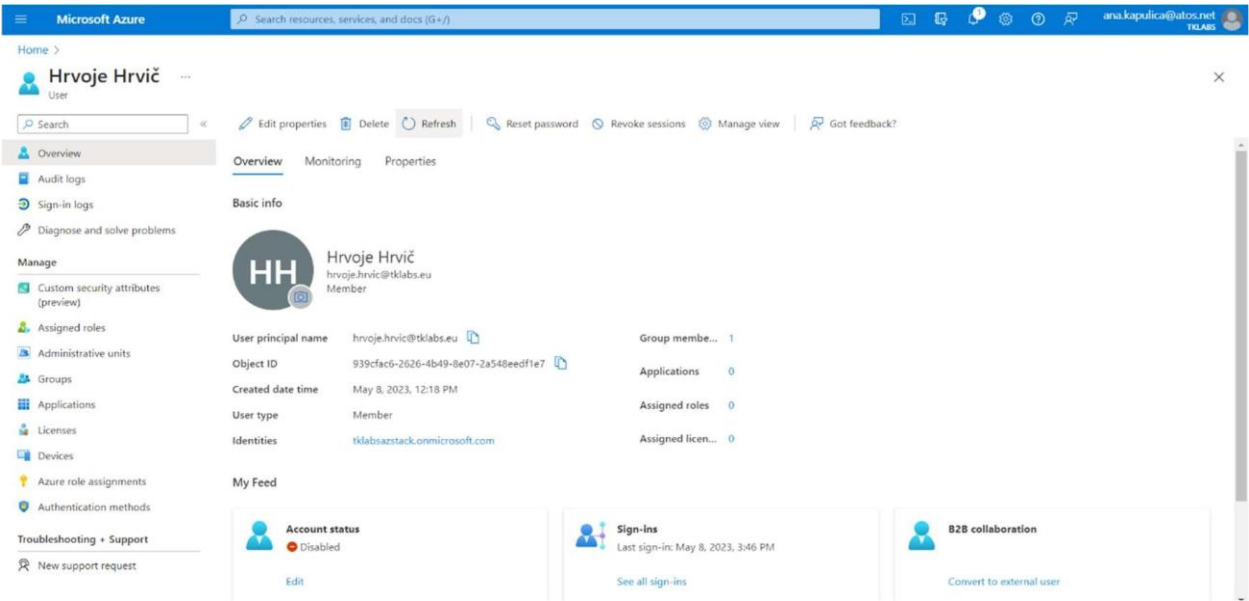 Microsoft Azure
Search resources, services, and docs (G+/)
1
ana.kapulica@atos.net
TKLABS
Home >
Hrvoje Hrvič ...
User
Search
«
Edit properties
Delete
Refresh
Reset password
Revoke sessions
Manage view
Got feedback?
Overview
Audit logs
Sign-in logs
Diagnose and solve problems
Manage
Custom security attributes
(preview)
Assigned roles
Administrative units
Groups
Applications
Licenses
Devices
Azure role assignments
Authentication methods
Troubleshooting + Support
New support request
Overview Monitoring Properties
Basic info
HH
Hrvoje Hrvič
hrvoje.hrvic@tklabs.eu
Member
User principal name hrvoje.hrvic@tklabs.eu
Object ID 939cfac6-2626-4b49-8e07-2a548eedf1e7
Created date time May 8, 2023, 12:18 PM
User type Member
Identities tklabsazstack.onmicrosoft.com
Group membe... 1
Applications 0
Assigned roles 0
Assigned licen... 0
My Feed
Account status
Disabled
Edit
Sign-ins
Last sign-in: May 8, 2023, 3:46 PM
See all sign-ins
B2B collaboration
Convert to external user